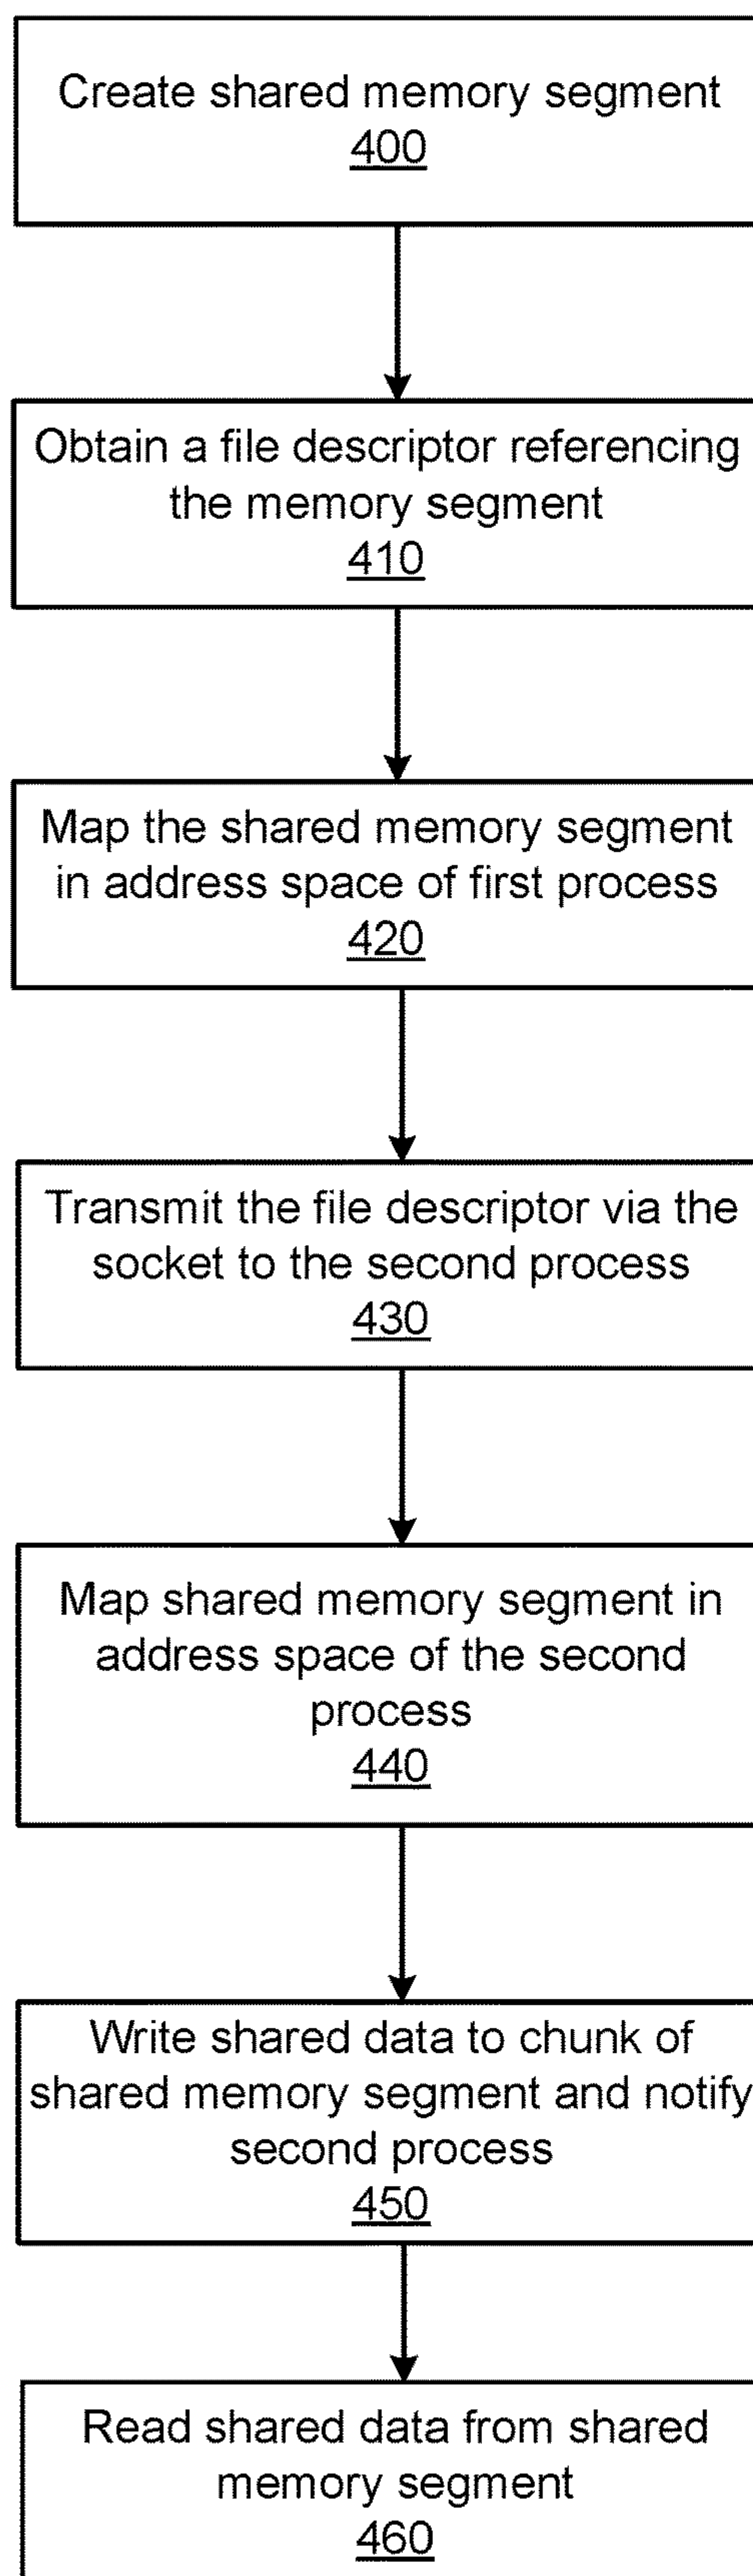 Create shared memory segment
400
Obtain a file descriptor referencing
the memory segment
410
Map the shared memory segment
in address space of first process
420
Transmit the file descriptor via the
socket to the second process
430
Map shared memory segment in
address space of the second
process
440
Write shared data to chunk of
shared memory segment and notify
second process
450
Read shared data from shared
memory segment
460